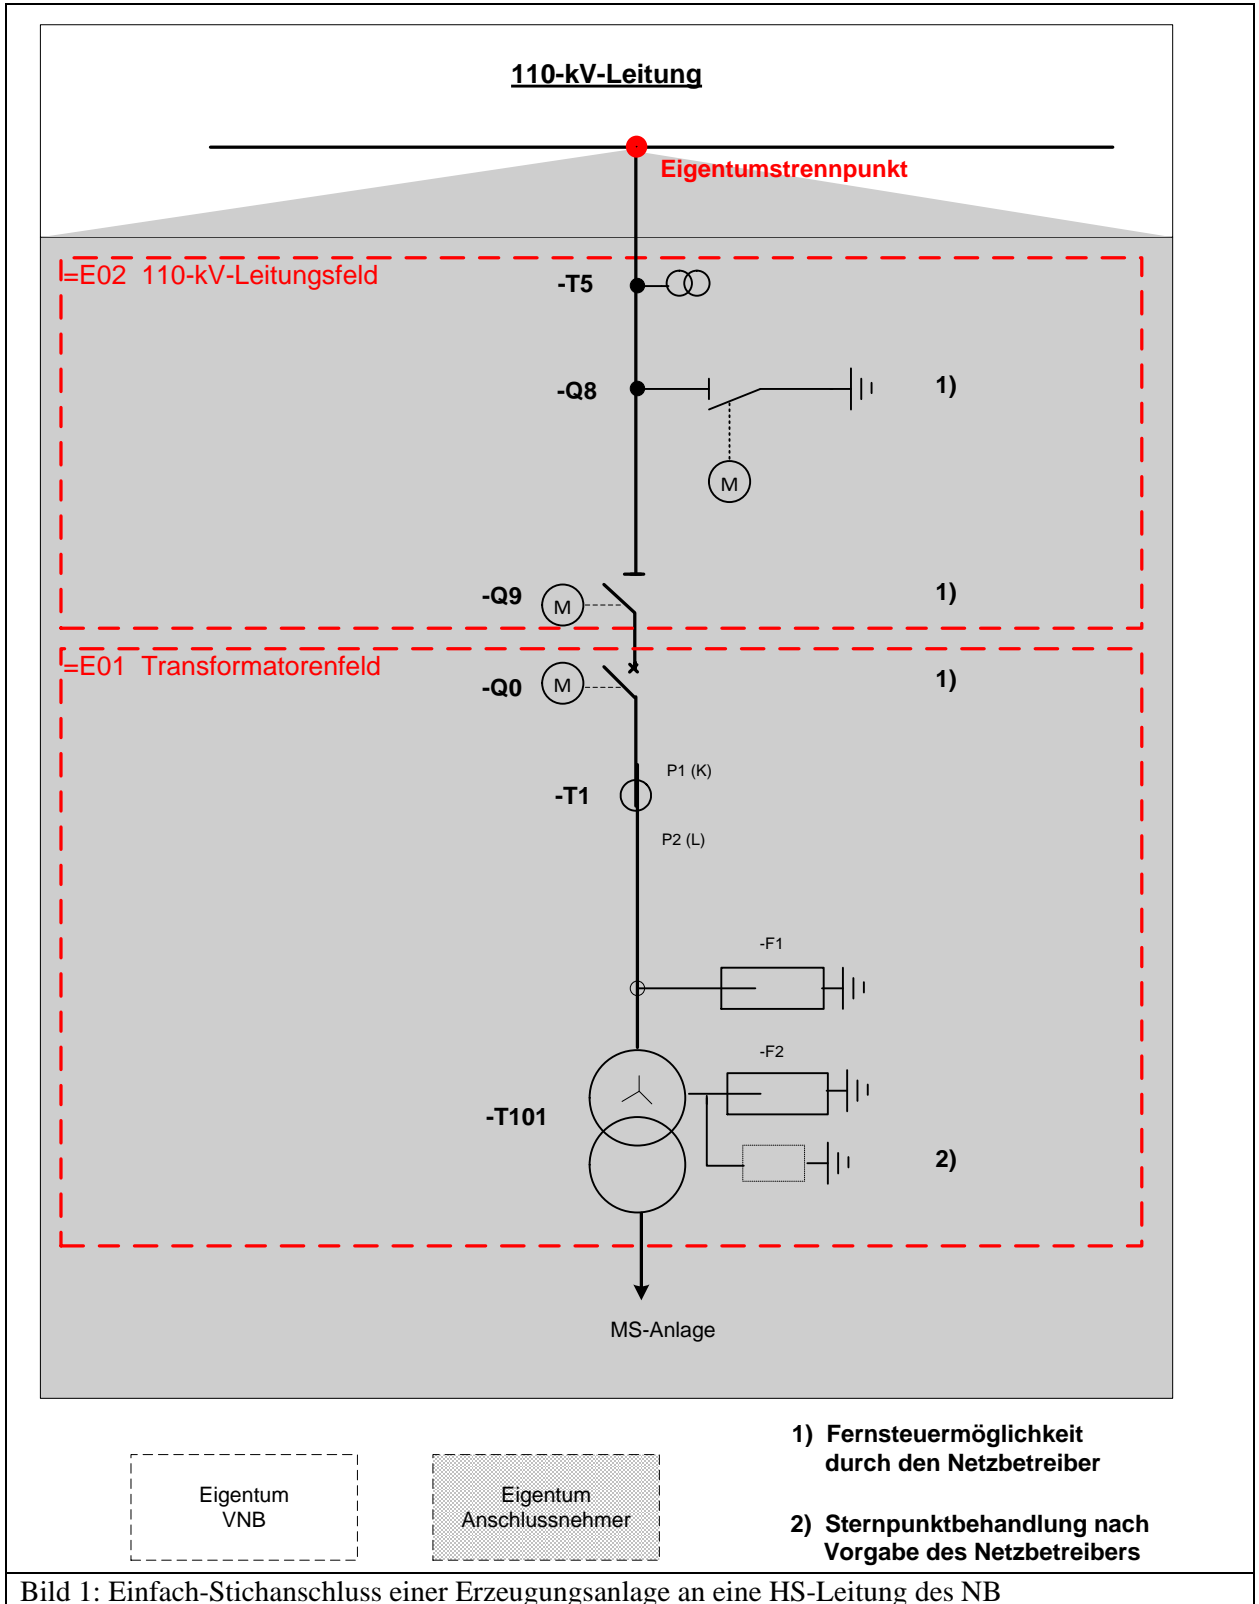 110-kV-Leitung
Eigentumstrennpunkt
=E02 110-kV-Leitungsfeld
-T5
-Q8
1)
M
-Q9
M
1)
=E01 Transformatorenfeld
-Q0
M
1)
P1 (K)
-T1
P2 (L)
-F1
-F2
-T101
2)
MS-Anlage
Eigentum
VNB
Eigentum
Anschlussnehmer
1) Fernsteuermöglichkeit
durch den Netzbetreiber
2) Sternpunktbehandlung nach
Vorgabe des Netzbetreibers
Bild 1: Einfach-Stichanschluss einer Erzeugungsanlage an eine HS-Leitung des NB